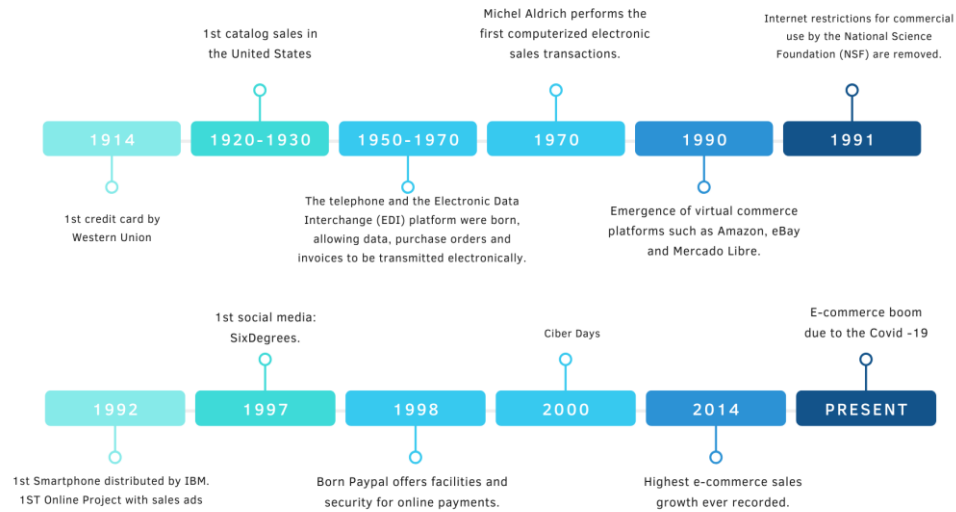 1st catalog sales in
the United States
Michel Aldrich performs the
first computerized electronic
sales transactions.
Internet restrictions for commercial
use by the National Science
Foundation (NSF) are removed.
1914
1920-1930
1950-1970
1970
1990
1991
1st credit card by
Western Union
The telephone and the Electronic Data
Interchange (EDI) platform were born,
allowing data, purchase orders and
invoices to be transmitted electronically.
Emergence of virtual commerce
platforms such as Amazon, eBay
and Mercado Libre.
1st social media:
SixDegrees.
Ciber Days
E-commerce boom
due to the Covid -19
1992
1997
1998
2000
2014
PRESENT
1st Smartphone distributed by IBM.
1ST Online Project with sales ads
Born Paypal offers facilities and
security for online payments.
Highest e-commerce sales
growth ever recorded.